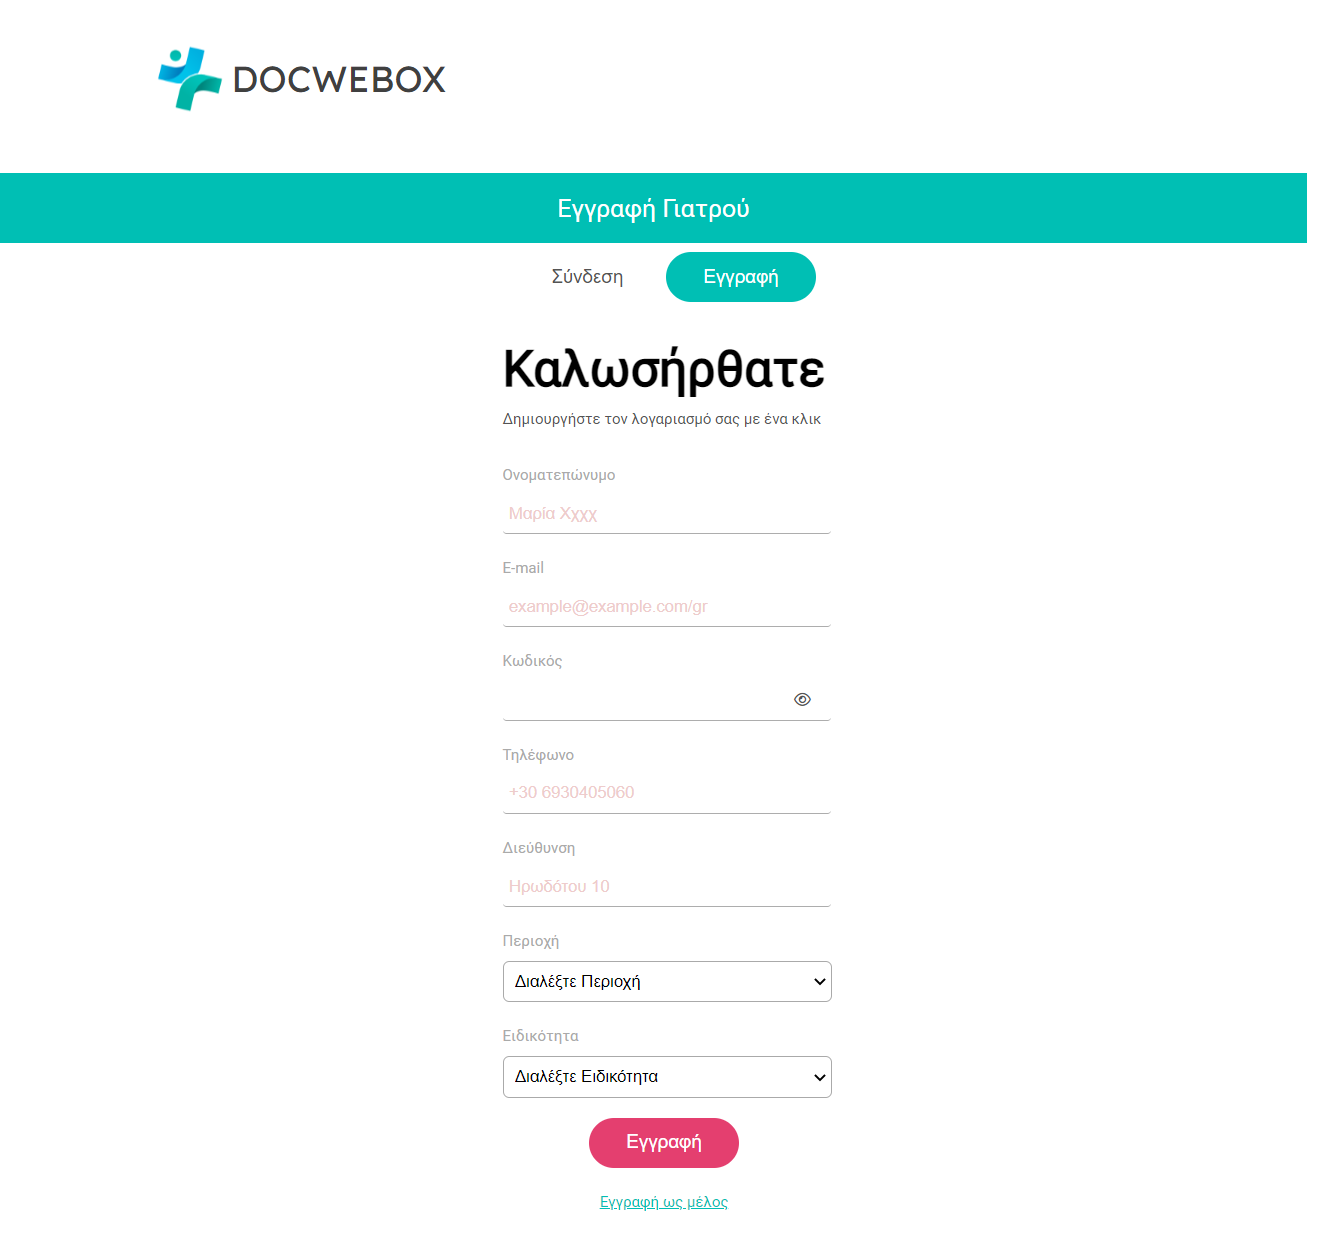 DOCWEBOX
Εγγραφή Γιατρού
Σύνδεση
Εγγραφή
Καλωσήρθατε
Δημιουργήστε τον λογαριασμό σας με ένα κλικ
Ονοματεπώνυμο
Μαρία Χχχχ
E-mail
example@example.com/gr
Κωδικός
Τηλέφωνο
+30 6930405060
Διεύθυνση
Ηρωδότου 10
Περιοχή
Διαλέξτε Περιοχή
Ειδικότητα
Διαλέξτε Ειδικότητα
Εγγραφή
Εγγραφή ως μέλος